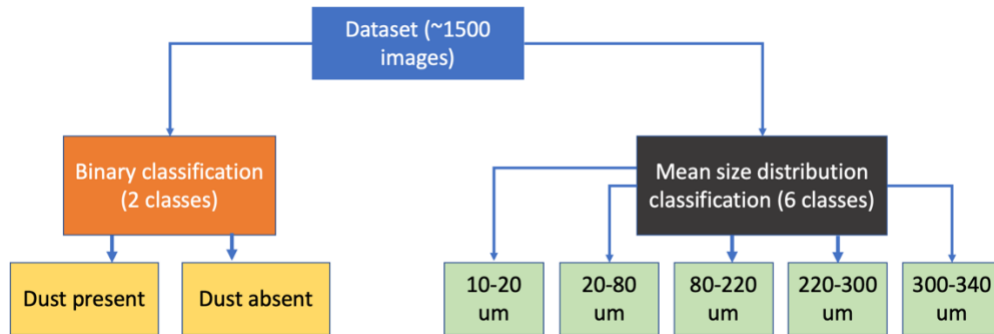 Dataset (~1500
images)
Binary classification
(2 classes)
Mean size distribution
classification (6 classes)
Dust present
Dust absent
10-20
um
20-80
um
80-220
um
220-300
um
300-340
um